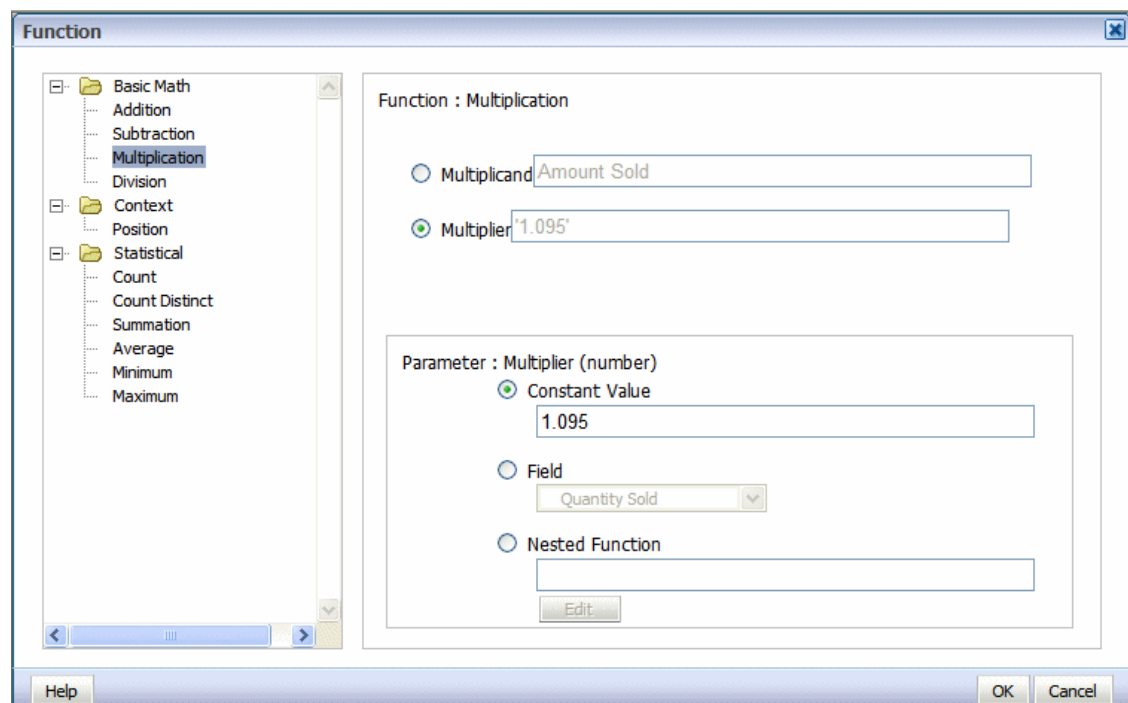 Function
Basic Math
Addition
Subtraction
Multiplication
Division
Context
Position
Statistical
Count
Count Distinct
Summation
Average
Minimum
Maximum
Function : Multiplication
Multiplicand Amount Sold
Multiplier '1.095'
Parameter : Multiplier (number)
Constant Value
1.095
Field
Quantity Sold
Nested Function
Edit
Help
OK
Cancel